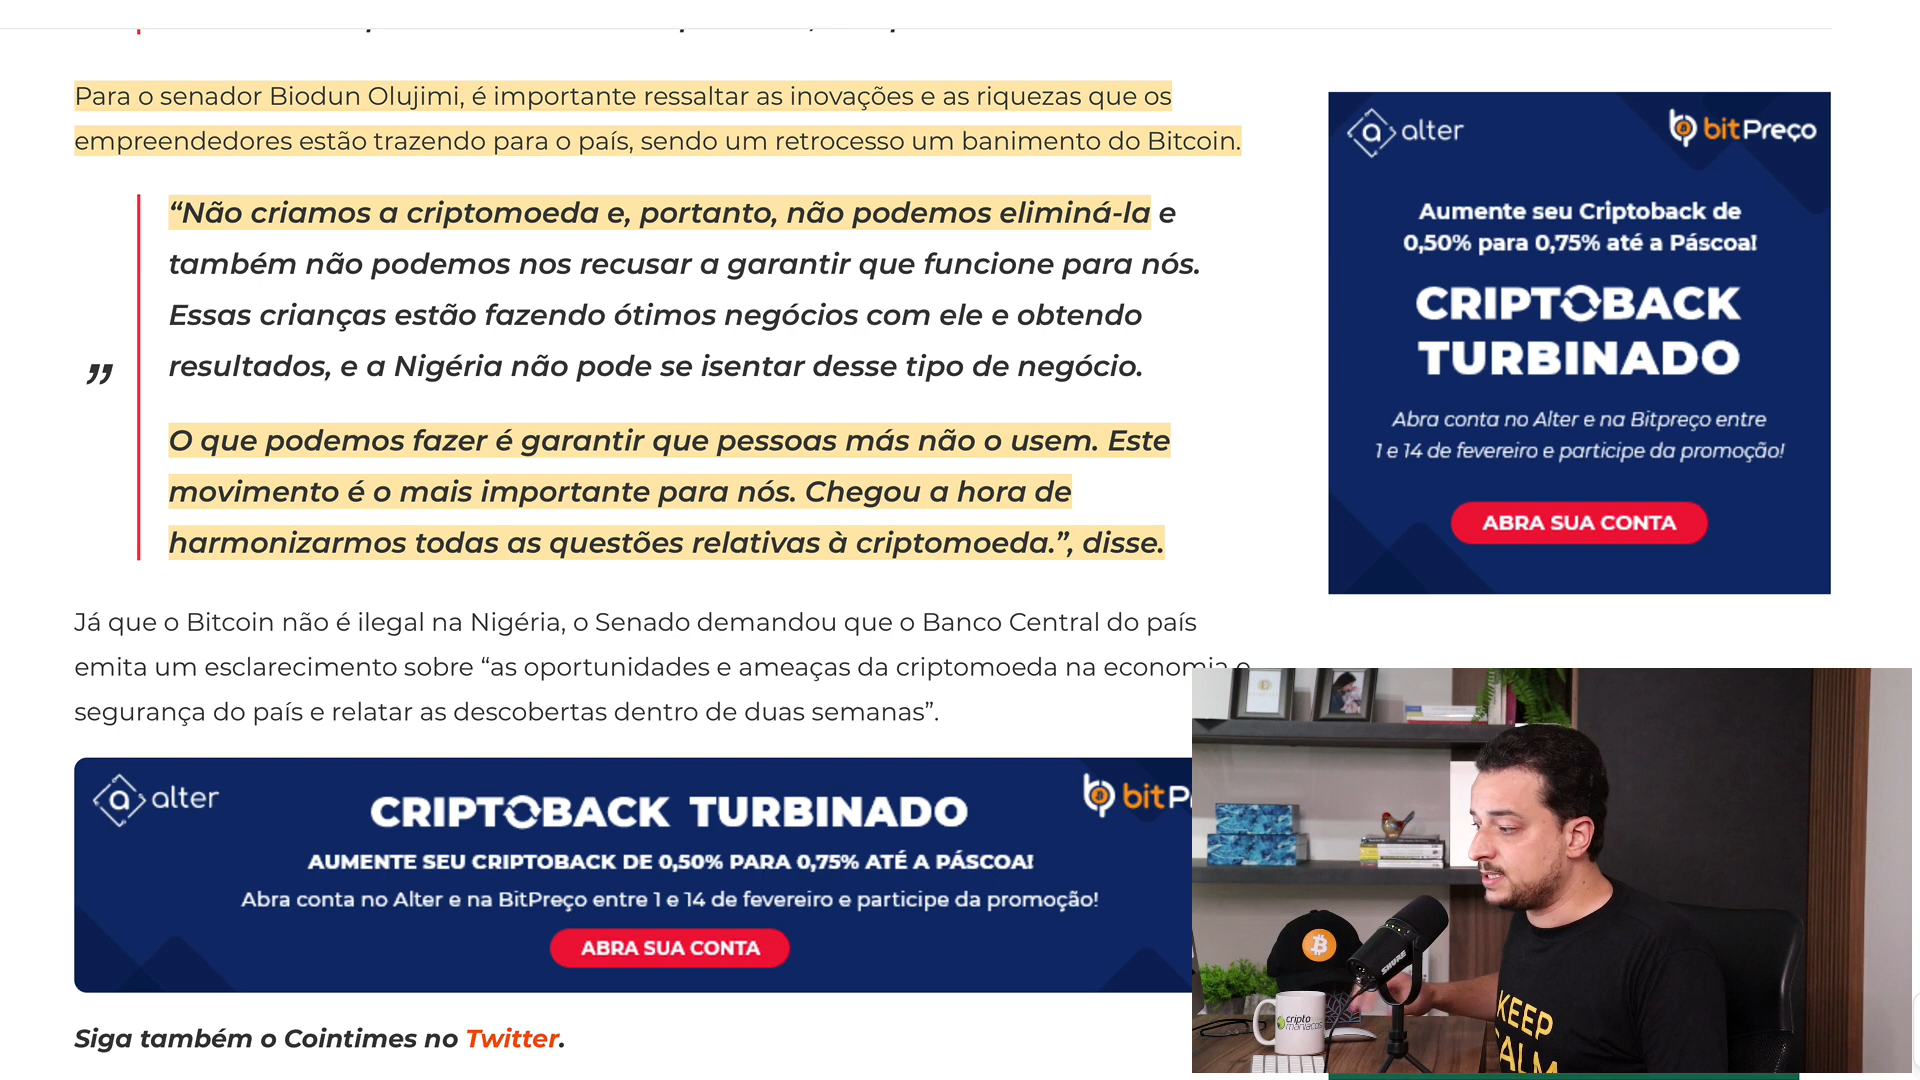 Para o senador Biodun Olujimi, é importante ressaltar as inovações e as riquezas que os
empreendedores estão trazendo para o país, sendo um retrocesso um banimento do Bitcoin.
“Não criamos a criptomoeda e, portanto, não podemos eliminá-la e
também não podemos nos recusar a garantir que funcione para nós.
Essas crianças estão fazendo ótimos negócios com ele e obtendo
resultados, e a Nigéria não pode se isentar desse tipo de negócio.
”
O que podemos fazer é garantir que pessoas más não o usem. Este
movimento é o mais importante para nós. Chegou a hora de
harmonizarmos todas as questões relativas à criptomoeda.”, disse.
Já que o Bitcoin não é ilegal na Nigéria, o Senado demandou que o Banco Central do país
emita um esclarecimento sobre “as oportunidades e ameaças da criptomoeda na economia e
segurança do país e relatar as descobertas dentro de duas semanas”.
alter
CRIPTOBACK TURBINADO
bitP
AUMENTE SEU CRIPTOBACK DE 0,50% PARA 0,75% ATÉ A PÁSCOA!
Abra conta no Alter e na BitPreço entre 1 e 14 de fevereiro e participe da promoção!
ABRA SUA CONTA
Siga também o Cointimes no Twitter.
alter
bitPreço
Aumente seu Criptoback de
0,50% para 0,75% até a Páscoa!
CRIPTOBACK
TURBINADO
Abra conta no Alter e na Bitpreço entre
1 e 14 de fevereiro e participe da promoção!
ABRA SUA CONTA
SHURE
cripto
maniacos
KEEP
CALM